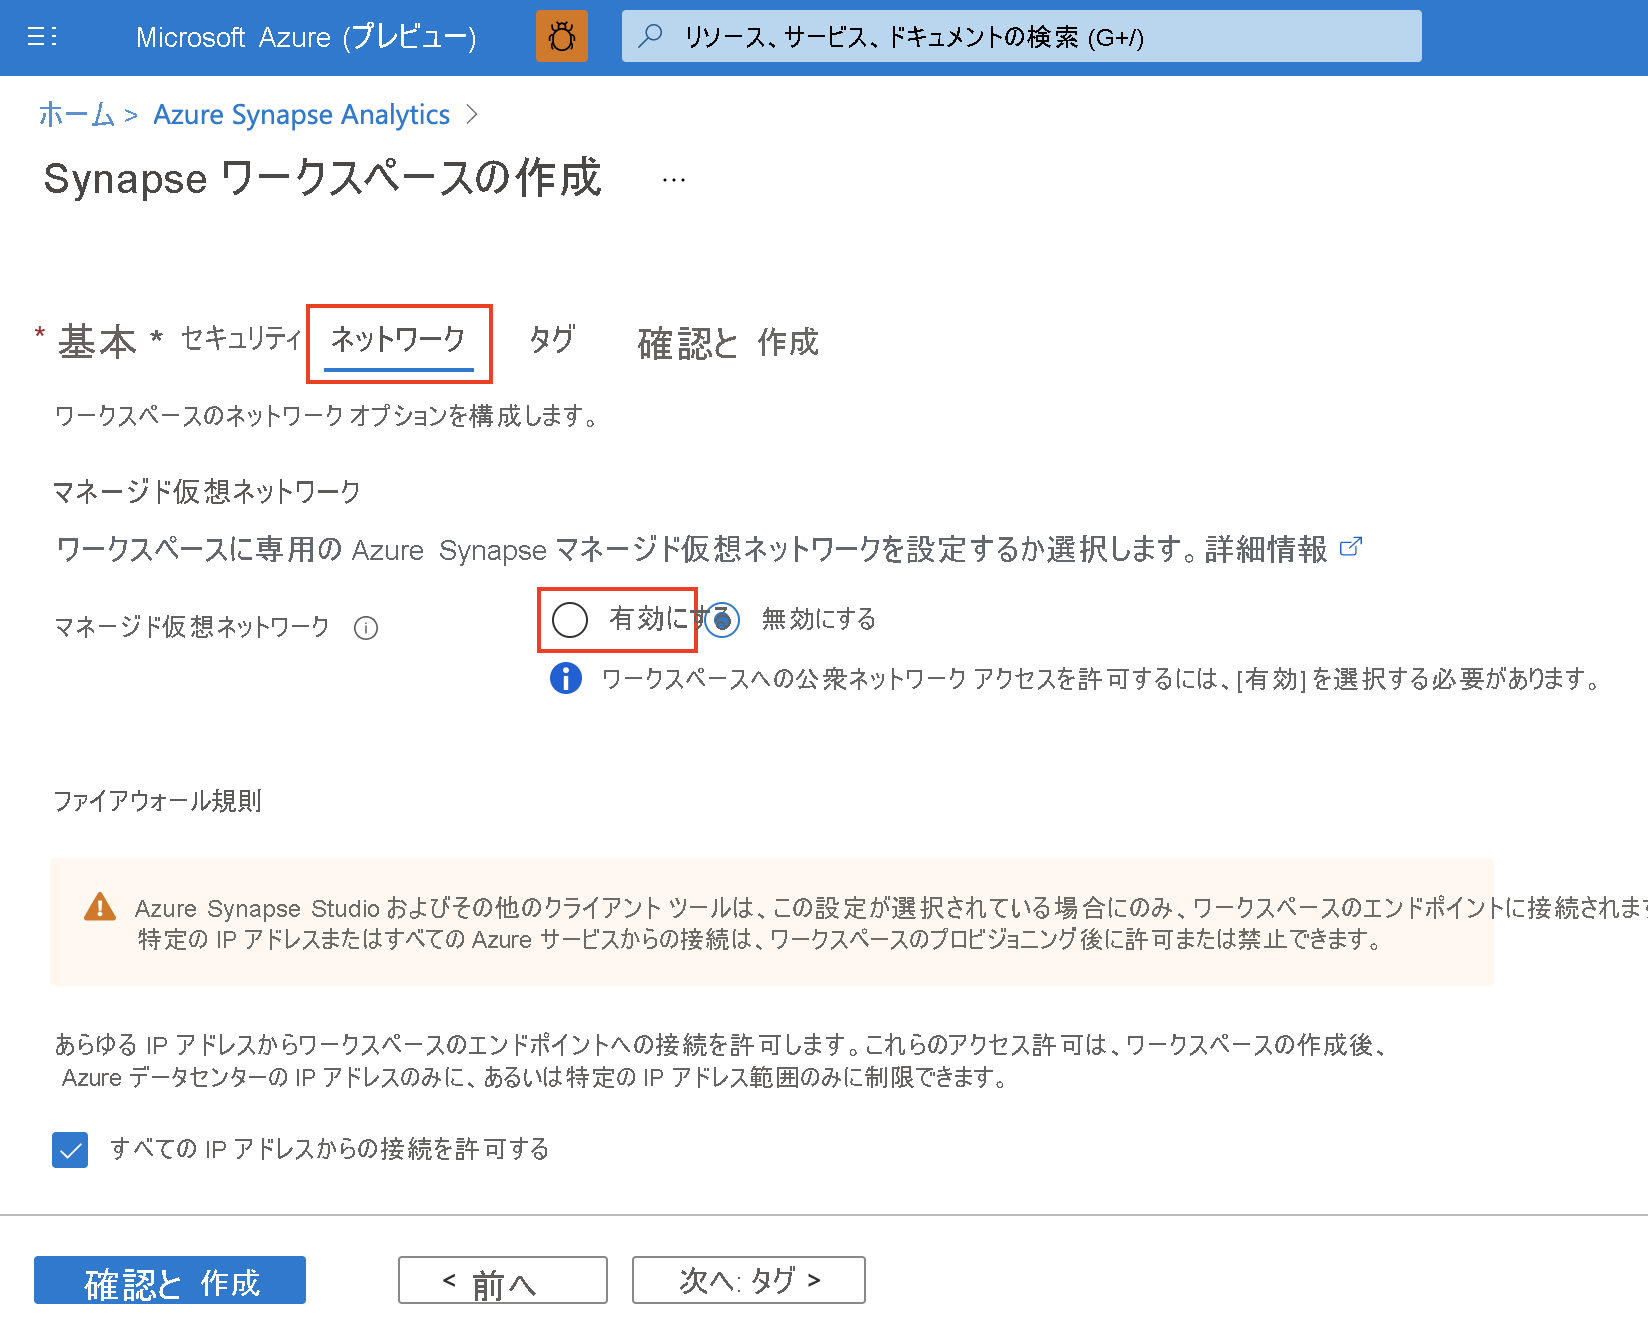 Microsoft Azure (プレビュー)
リソース、サービス、ドキュメントの検索 (G+/)
ホーム > Azure Synapse Analytics >
Synapse ワークスペースの作成 …
* 基本 * セキュリティ ネットワーク タグ 確認と 作成
ワークスペースのネットワーク オプションを構成します。
マネージド仮想ネットワーク
ワークスペースに専用の Azure Synapse マネージド仮想ネットワークを設定するか選択します。詳細情報
マネージド仮想ネットワーク 有効にする 無効にする
ワークスペースへの公衆ネットワーク アクセスを許可するには、[有効] を選択する必要があります。
ファイアウォール規則
Azure Synapse Studio およびその他のクライアント ツールは、この設定が選択されている場合にのみ、ワークスペースのエンドポイントに接続されます
特定の IP アドレスまたはすべての Azure サービスからの接続は、ワークスペースのプロビジョニング後に許可または禁止できます。
あらゆる IP アドレスからワークスペースのエンドポイントへの接続を許可します。これらのアクセス許可は、ワークスペースの作成後、
Azure データセンターの IP アドレスのみに、あるいは特定の IP アドレス範囲のみに制限できます。
すべての IP アドレスからの接続を許可する
確認と 作成 < 前へ 次へ: タグ >